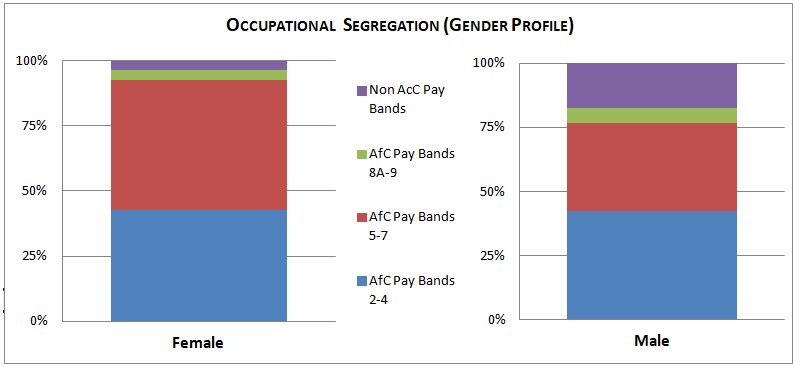 OCCUPATIONAL SEGREGATION (GENDER PROFILE)
100%
75%
50%
25%
0%
Female
Non AcC Pay
Bands
AfC Pay Bands
8A-9
AfC Pay Bands
5-7
AfC Pay Bands
2-4
100%
75%
50%
25%
0%
Male